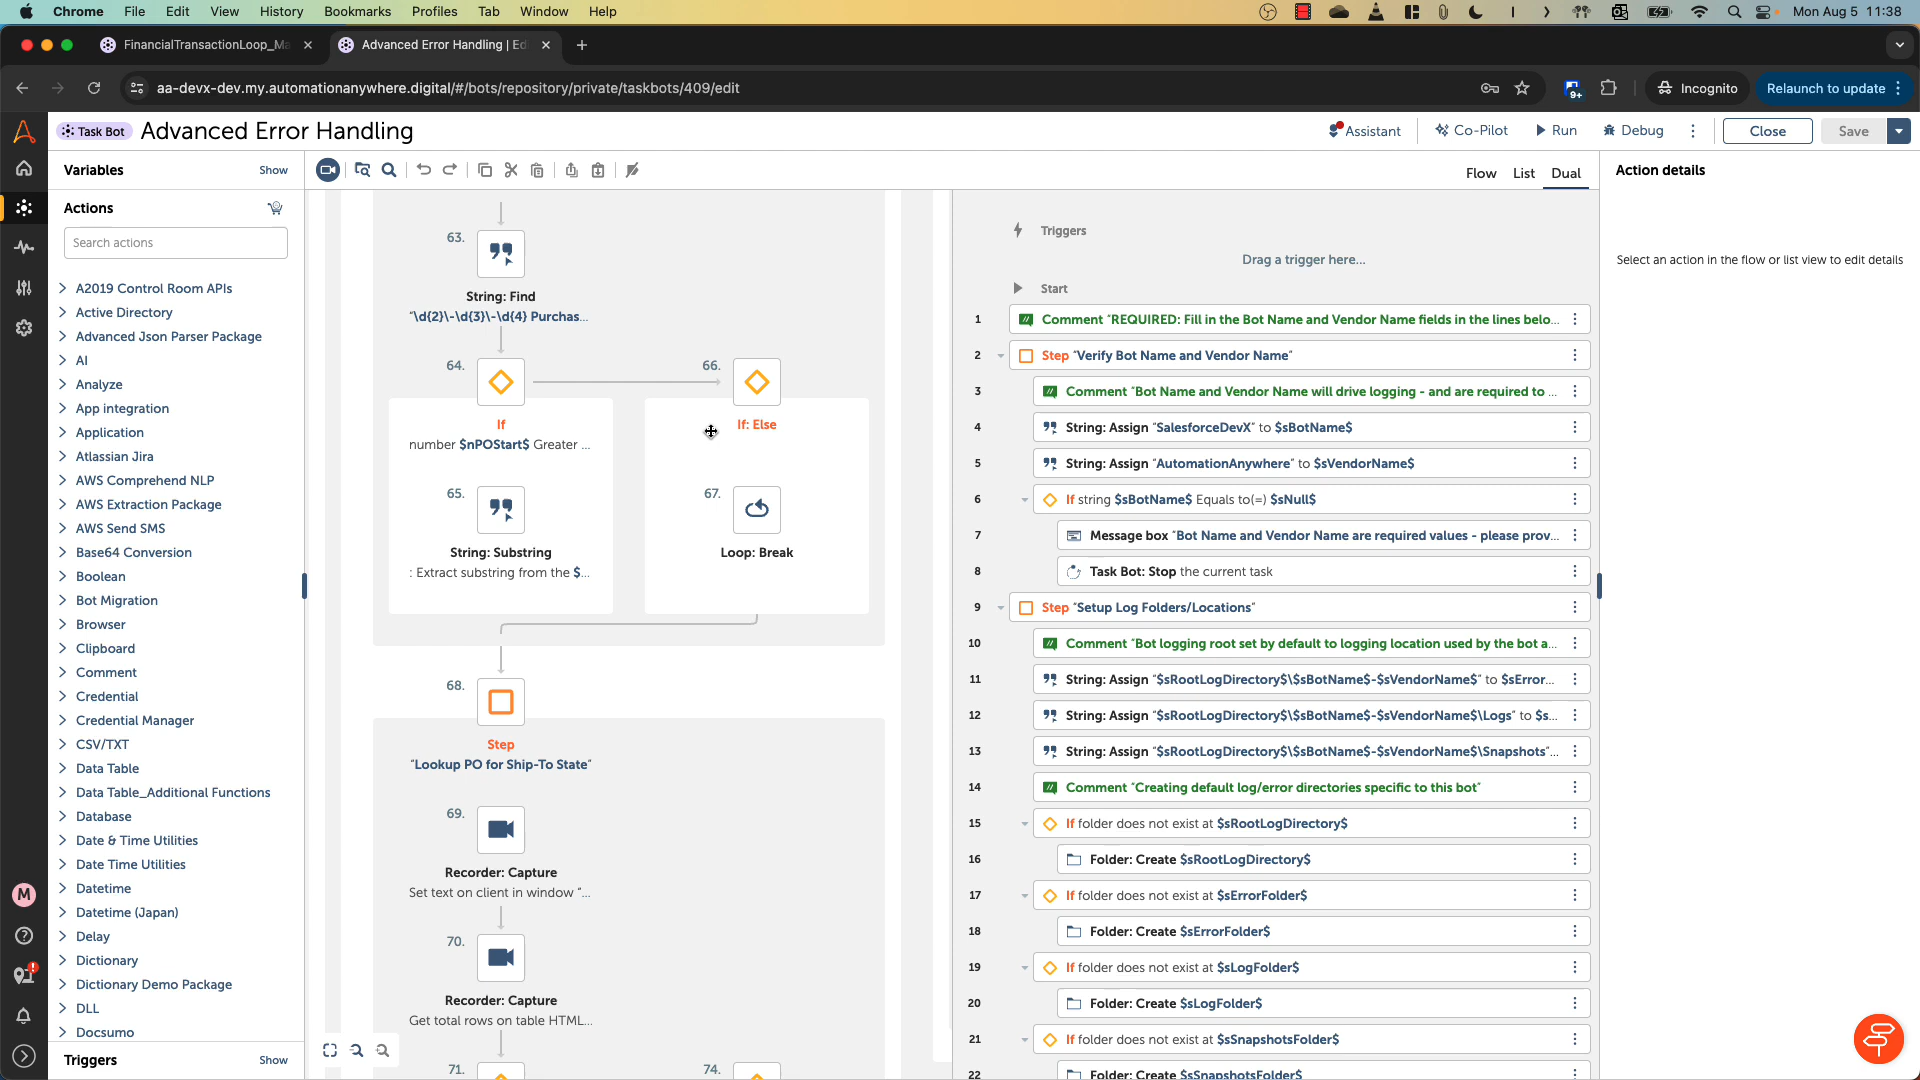 Chrome File Edit View History Bookmarks Profiles Tab Window Help Mon Aug 5 11:38
FinancialTransactionLoop_Ma Advanced Error Handling | Ed
aa-devx-dev.my.automationanywhere.digital/#/bots/repository/private/taskbots/409/edit 9+ Incognito Relaunch to update
Task Bot Advanced Error Handling Assistant Co-Pilot Run Debug Close Save
Variables Show
Flow List Dual
Action details
Select an action in the flow or list view to edit details
Actions
Search actions
A2019 Control Room APIs
Active Directory
Advanced Json Parser Package
AI
Analyze
App integration
Application
Atlassian Jira
AWS Comprehend NLP
AWS Extraction Package
AWS Send SMS
Base64 Conversion
Boolean
Bot Migration
Browser
Clipboard
Comment
Credential
Credential Manager
CSV/TXT
Data Table
Data Table_Additional Functions
Database
Date & Time Utilities
Date Time Utilities
Datetime
Datetime (Japan)
Delay
Dictionary
Dictionary Demo Package
DLL
Docsumo
Triggers Show
M
63.
String: Find
"\d{2}\-\d{3}\-\d{4} Purchas...
64.
If
number $nPOStart$ Greater ...
65.
String: Substring
: Extract substring from the $...
66.
If: Else
67.
Loop: Break
68.
Step
"Lookup PO for Ship-To State"
69.
Recorder: Capture
Set text on client in window "...
70.
Recorder: Capture
Get total rows on table HTML...
71.
74.
Triggers
Drag a trigger here...
Start
1 Comment "REQUIRED: Fill in the Bot Name and Vendor Name fields in the lines belo...
2 Step "Verify Bot Name and Vendor Name"
3 Comment "Bot Name and Vendor Name will drive logging - and are required to ...
4 String: Assign "SalesforceDevX" to $sBotName$
5 String: Assign "AutomationAnywhere" to $sVendorName$
6 If string $sBotName$ Equals to(=) $sNull$
7 Message box "Bot Name and Vendor Name are required values - please prov...
8 Task Bot: Stop the current task
9 Step "Setup Log Folders/Locations"
10 Comment "Bot logging root set by default to logging location used by the bot a...
11 String: Assign "$sRootLogDirectory$\$sBotName$-$sVendorName$" to $sError...
12 String: Assign "$sRootLogDirectory$\$sBotName$-$sVendorName$\Logs" to $s...
13 String: Assign "$sRootLogDirectory$\$sBotName$-$sVendorName$\Snapshots"...
14 Comment "Creating default log/error directories specific to this bot"
15 If folder does not exist at $sRootLogDirectory$
16 Folder: Create $sRootLogDirectory$
17 If folder does not exist at $sErrorFolder$
18 Folder: Create $sErrorFolder$
19 If folder does not exist at $sLogFolder$
20 Folder: Create $sLogFolder$
21 If folder does not exist at $sSnapshotsFolder$
22 Folder: Create $sSnapshotsFolder$